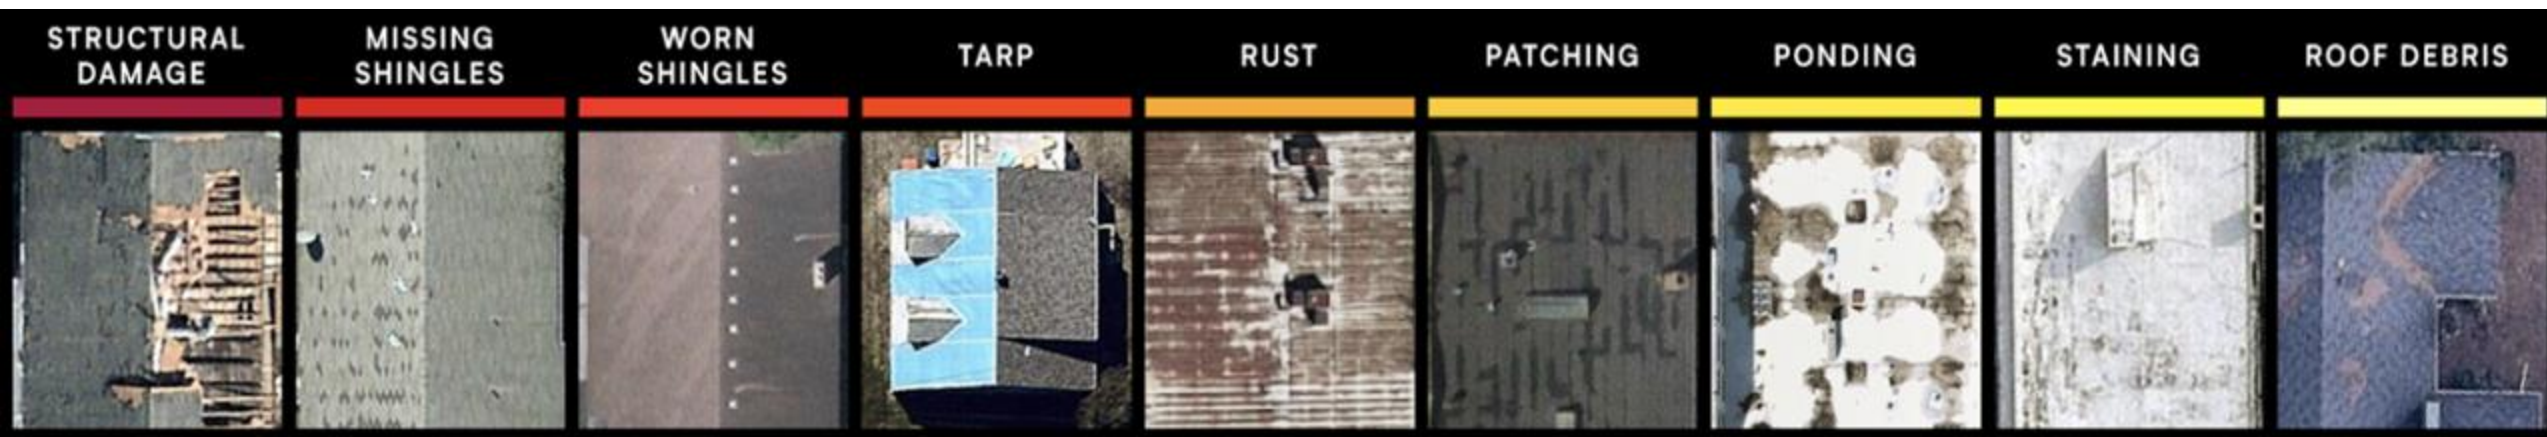 STRUCTURAL
DAMAGE
MISSING
SHINGLES
WORN
SHINGLES
TARP
RUST
PATCHING
PONDING
STAINING
ROOF DEBRIS